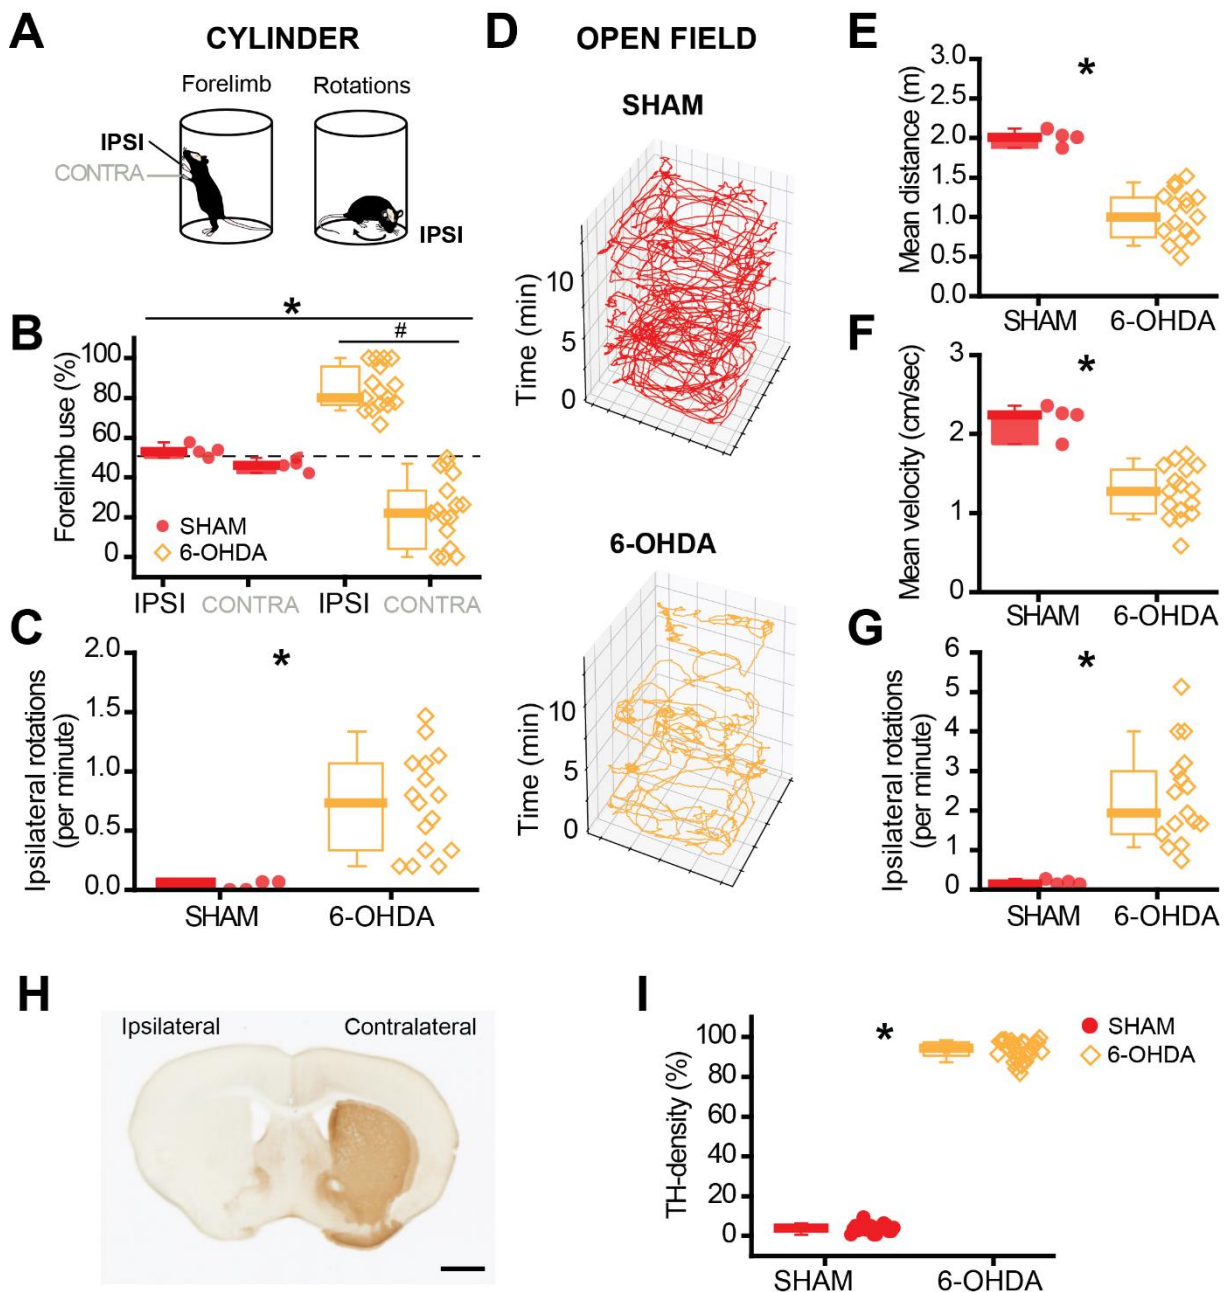 A
CYLINDER
Forelimb
Rotations
IPSI
CONTRA
IPSI
B
*
#
Forelimb use (%)
100
80
60
40
20
0
SHAM
6-OHDA
IPSI
CONTRA
IPSI
CONTRA
C
*
Ipsilateral rotations
(per minute)
2.0
1.5
1.0
0.5
0.0
SHAM
6-OHDA
D
OPEN FIELD
SHAM
Time (min)
10
5
0
6-OHDA
Time (min)
10
5
0
E
*
Mean distance (m)
3.0
2.5
2.0
1.5
1.0
0.5
0.0
SHAM
6-OHDA
F
*
Mean velocity (cm/sec)
3
2
1
0
SHAM
6-OHDA
G
*
Ipsilateral rotations
(per minute)
6
5
4
3
2
1
0
SHAM
6-OHDA
H
Ipsilateral
Contralateral
I
*
TH-density (%)
100
80
60
40
20
0
SHAM
6-OHDA
SHAM
6-OHDA